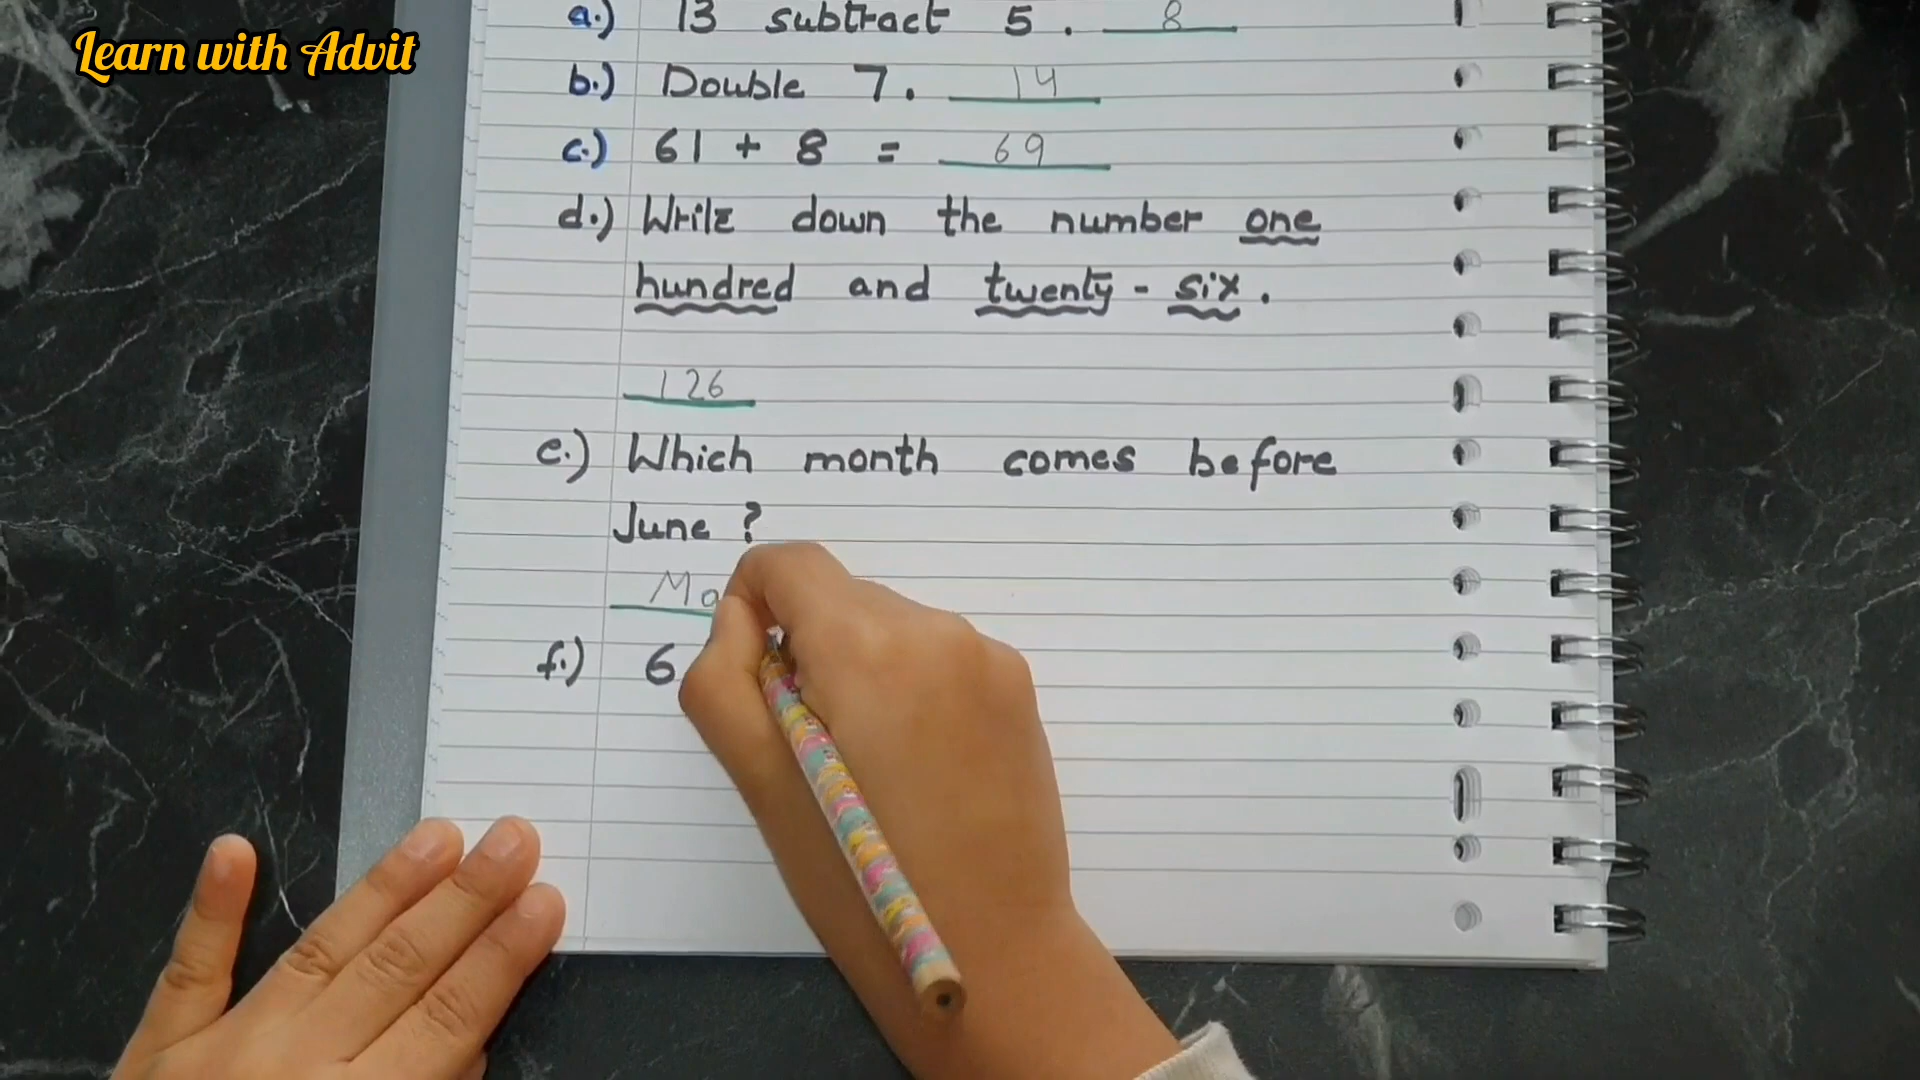 Learn with Advit
a.) 13 subtract 5. 8
b.) Double 7. 14
c.) 61 + 8 = 69
d.) Write down the number one
hundred and twenty-six.
126
e.) Which month comes before
June?
Ma
f.) 6